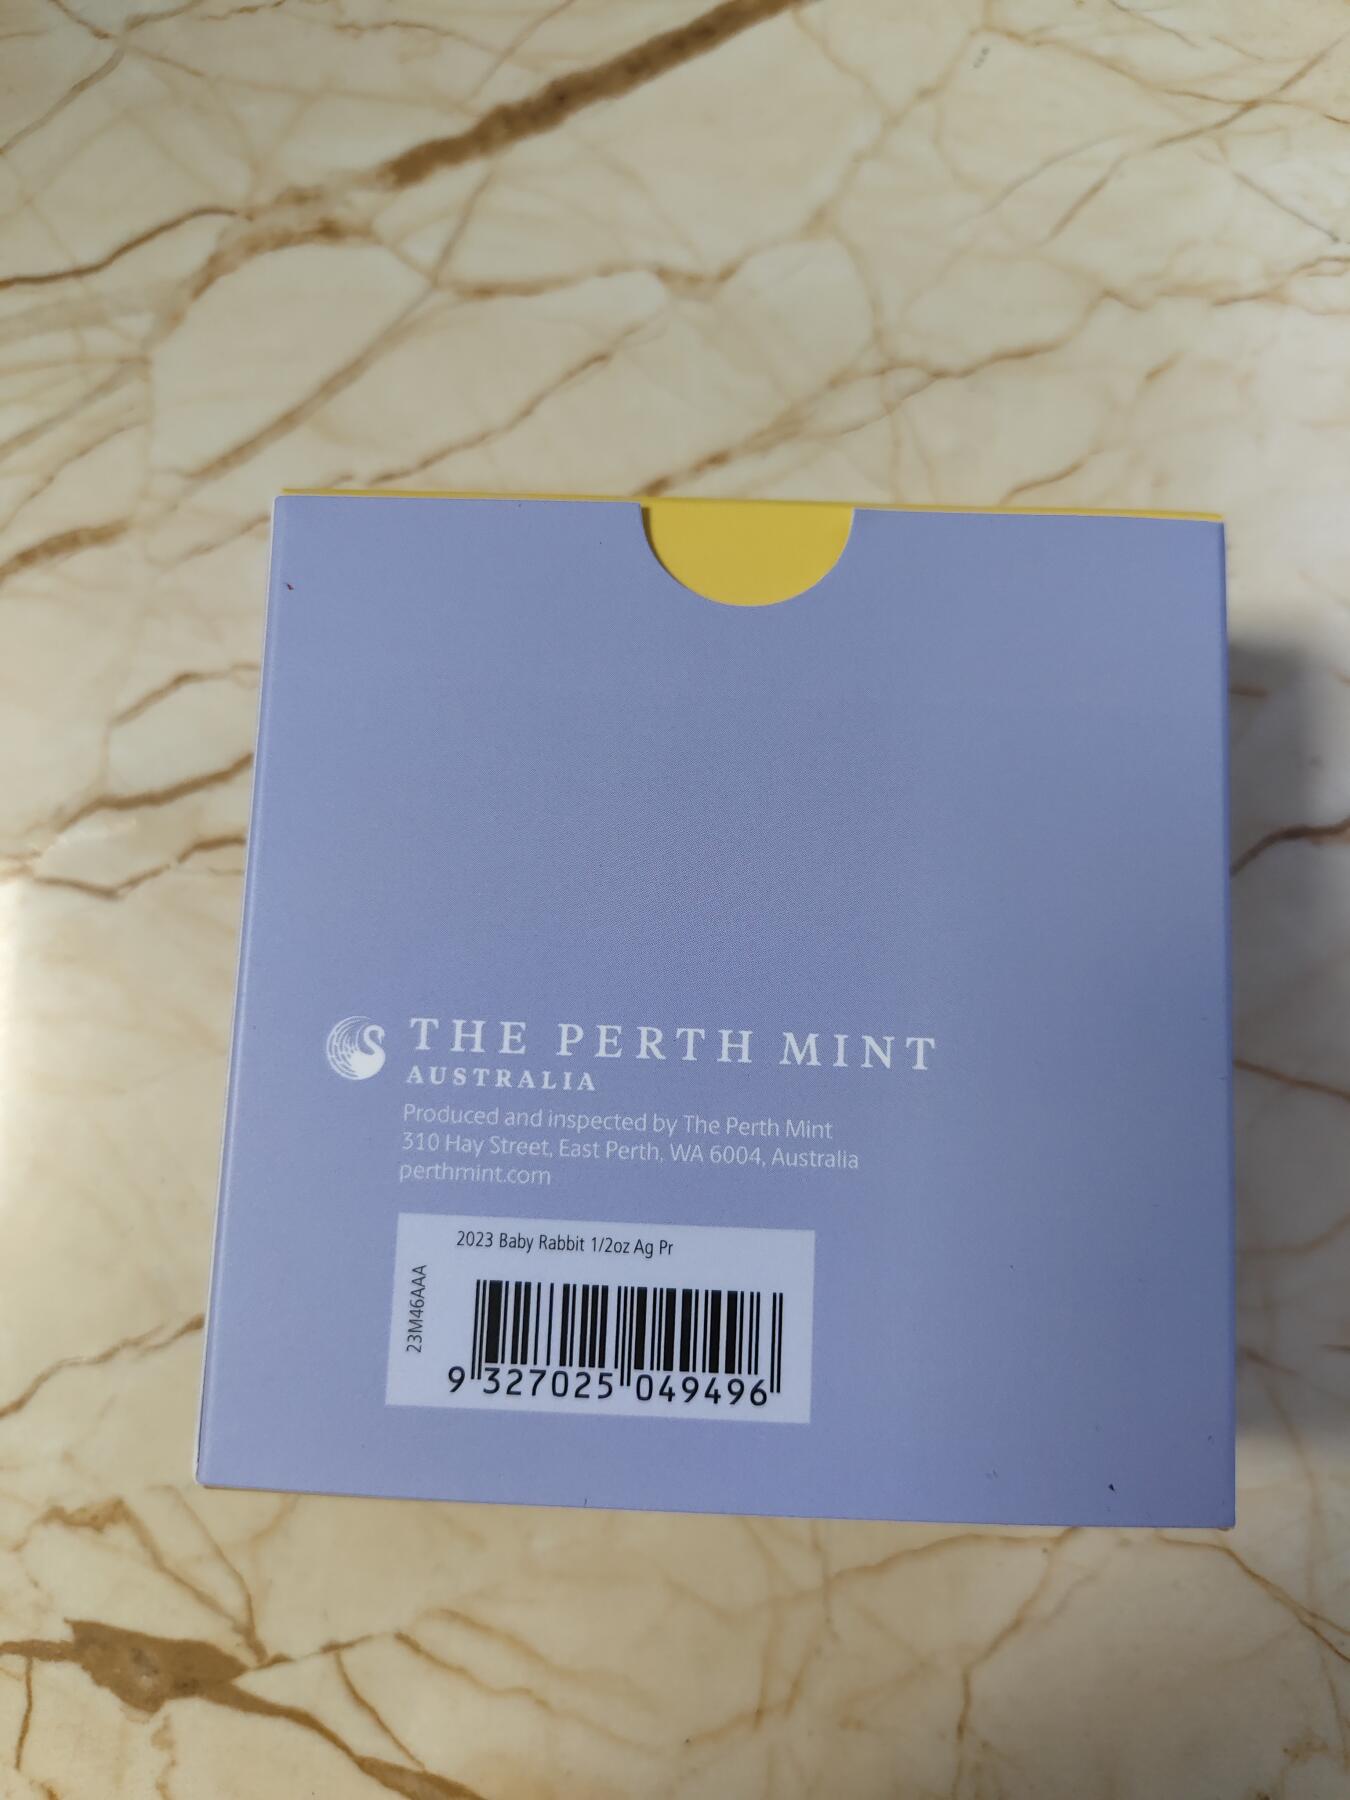 THE PERTH MINT
AUSTRALIA
Produced and inspected by The Perth Mint
310 Hay Street, East Perth, WA 6004, Australia
perthmint.com
2023 Baby Rabbit 1/2oz Ag Pr
23M46AAA
9 327025 049496